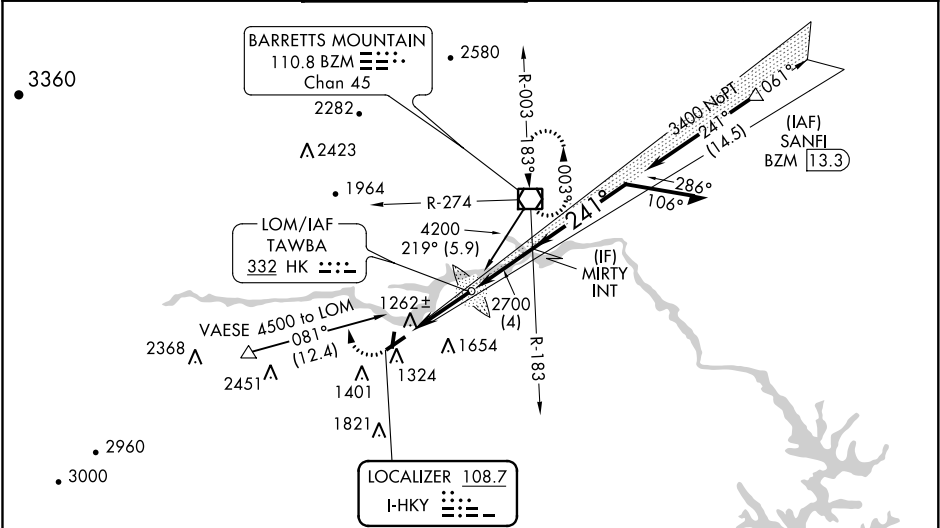 BARRETTS MOUNTAIN
110.8 BZM
Chan 45
2580
3360
2282
2423
1964
R-003
183°
003°
R-274
3400 NoPT
241°
(14.5)
061°
(IAF)
SANFI
BZM 13.3
286°
106°
241°
4200
219° (5.9)
LOM/IAF
TAWBA
332 HK
(IF)
MIRTY
INT
2700
(4)
1262±
VAESE 4500 to LOM
081°
(12.4)
2368
2451
1401
1324
1654
R-183
1821
2960
3000
LOCALIZER 108.7
I-HKY